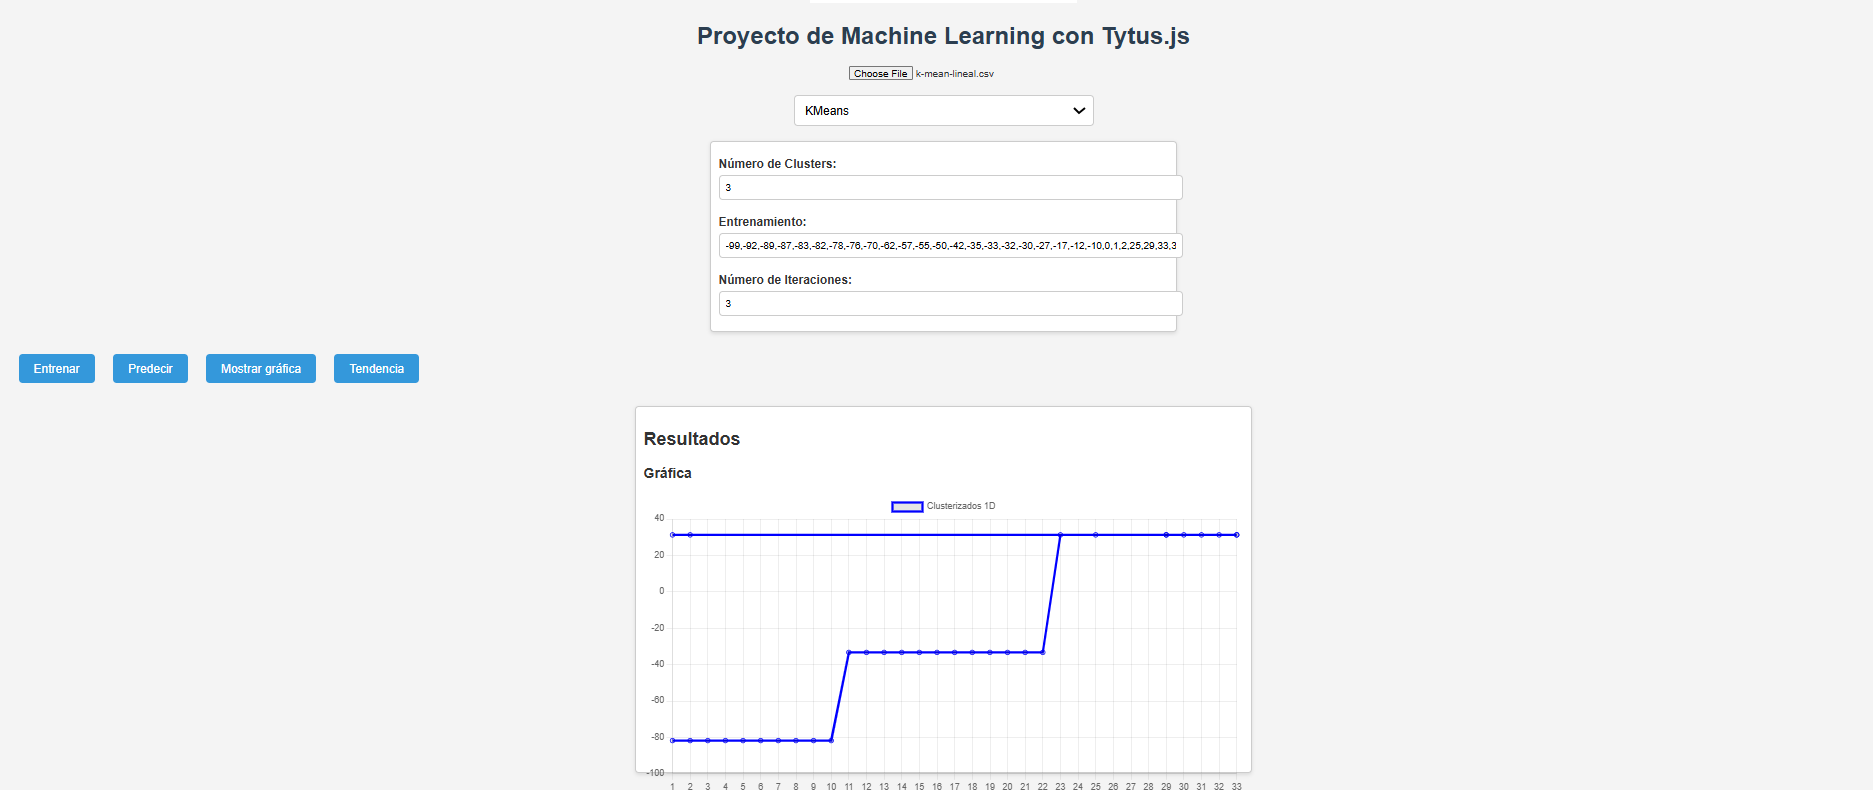 Proyecto de Machine Learning con Tytus.js
Choose File k-mean-lineal.csv
KMeans
Número de Clusters:
3
Entrenamiento:
-99,-92,-89,-87,-83,-82,-78,-76,-70,-62,-57,-55,-50,-42,-35,-33,-32,-30,-27,-17,-12,-10,0,1,2,25,29,33,3
Número de Iteraciones:
3
Entrenar Predecir Mostrar gráfica Tendencia
Resultados
Gráfica
Clusterizados 1D
40
20
0
-20
-40
-60
-80
-100
1 2 3 4 5 6 7 8 9 10 11 12 13 14 15 16 17 18 19 20 21 22 23 24 25 26 27 28 29 30 31 32 33